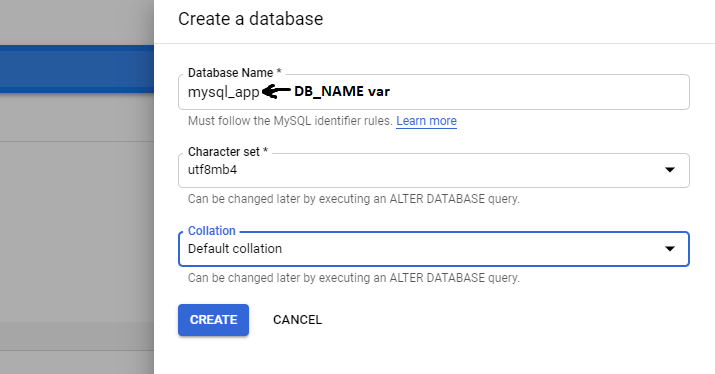 Create a database
Database Name *
mysql_app DB_NAME var
Must follow the MySQL identifier rules. Learn more
Character set *
utf8mb4
Can be changed later by executing an ALTER DATABASE query.
Collation
Default collation
Can be changed later by executing an ALTER DATABASE query.
CREATE CANCEL